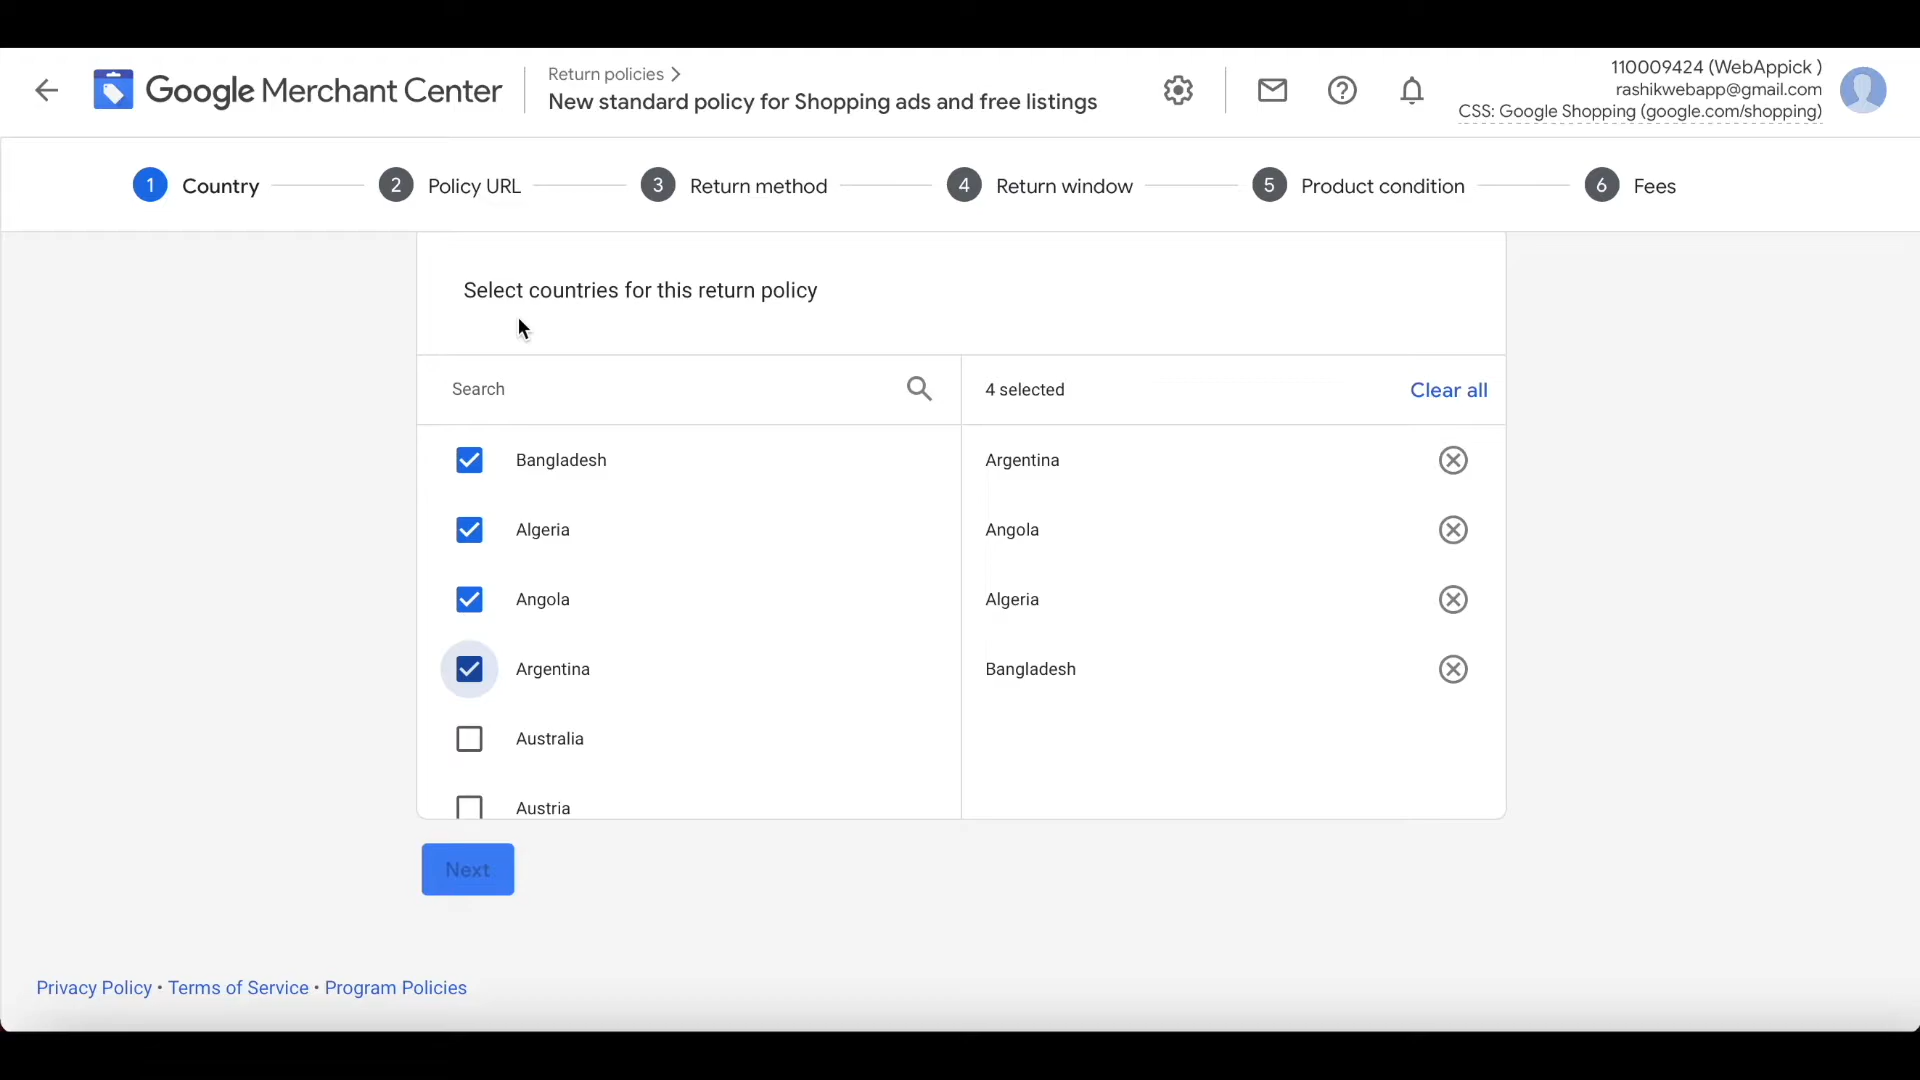 Google Merchant Center
Return policies >
New standard policy for Shopping ads and free listings
110009424 (WebAppick )
rashikwebapp@gmail.com
CSS: Google Shopping (google.com/shopping)
1 Country
2 Policy URL
3 Return method
4 Return window
5 Product condition
6 Fees
Select countries for this return policy
Search
4 selected
Clear all
Bangladesh
Argentina
Algeria
Angola
Angola
Algeria
Argentina
Bangladesh
Australia
Austria
Next
Privacy Policy • Terms of Service • Program Policies